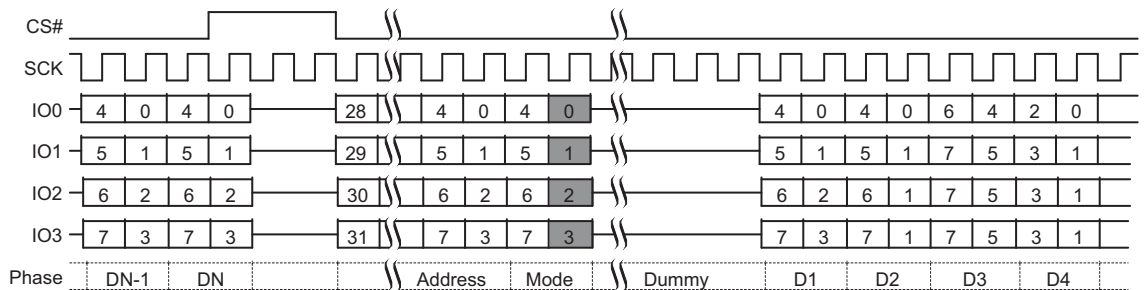 CS#
SCK
IO0 4 0 4 0 28 4 0 4 0 4 0 4 0 6 4 2 0
IO1 5 1 5 1 29 5 1 5 1 5 1 5 1 7 5 3 1
IO2 6 2 6 2 30 6 2 6 2 6 2 6 1 7 5 3 1
IO3 7 3 7 3 31 7 3 7 3 7 3 7 1 7 5 3 1
Phase DN-1 DN Address Mode Dummy D1 D2 D3 D4